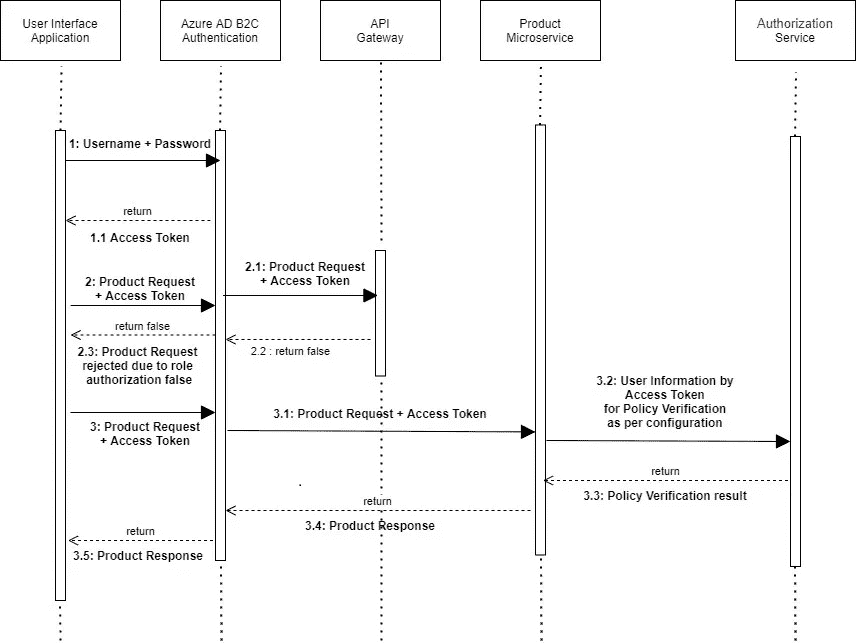 User Interface
Application
Azure AD B2C
Authentication
API
Gateway
Product
Microservice
Authorization
Service
1: Username + Password
return
1.1 Access Token
2: Product Request
+ Access Token
2.1: Product Request
+ Access Token
return false
2.2 : return false
2.3: Product Request
rejected due to role
authorization false
3: Product Request
+ Access Token
3.1: Product Request + Access Token
3.2: User Information by
Access Token
for Policy Verification
as per configuration
return
3.3: Policy Verification result
return
3.4: Product Response
return
3.5: Product Response